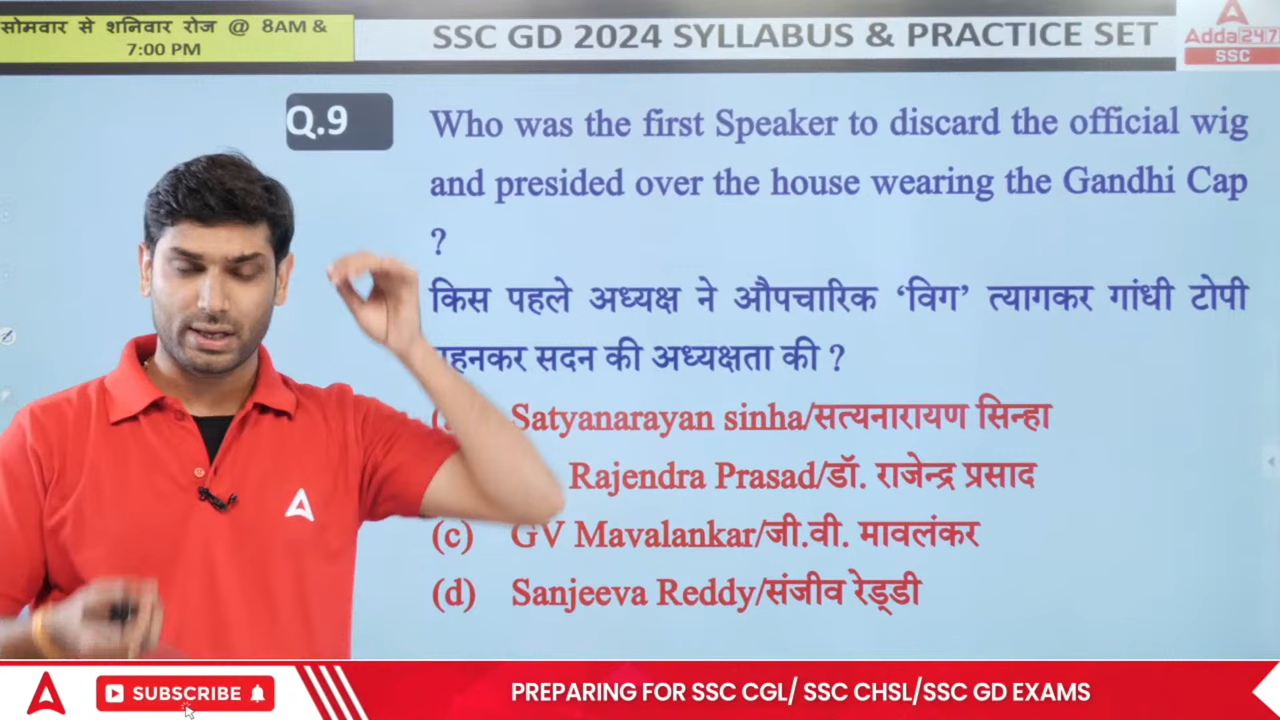 सोमवार से शनिवार रोज @ 8AM &
7:00 PM
SSC GD 2024 SYLLABUS & PRACTICE SET
Adda247
SSC
Q.9
Who was the first Speaker to discard the official wig
and presided over the house wearing the Gandhi Cap
?
किस पहले अध्यक्ष ने औपचारिक ‘विग’ त्यागकर गांधी टोपी
सदन की अध्यक्षता की ?
Satyanarayan sinha/सत्यनारायण सिन्हा
Rajendra Prasad/डॉ. राजेन्द्र प्रसाद
(c) GV Mavalankar/जी.वी. मावलंकर
(d) Sanjeeva Reddy/संजीव रेड्डी
SUBSCRIBE
PREPARING FOR SSC CGL/ SSC CHSL/SSC GD EXAMS